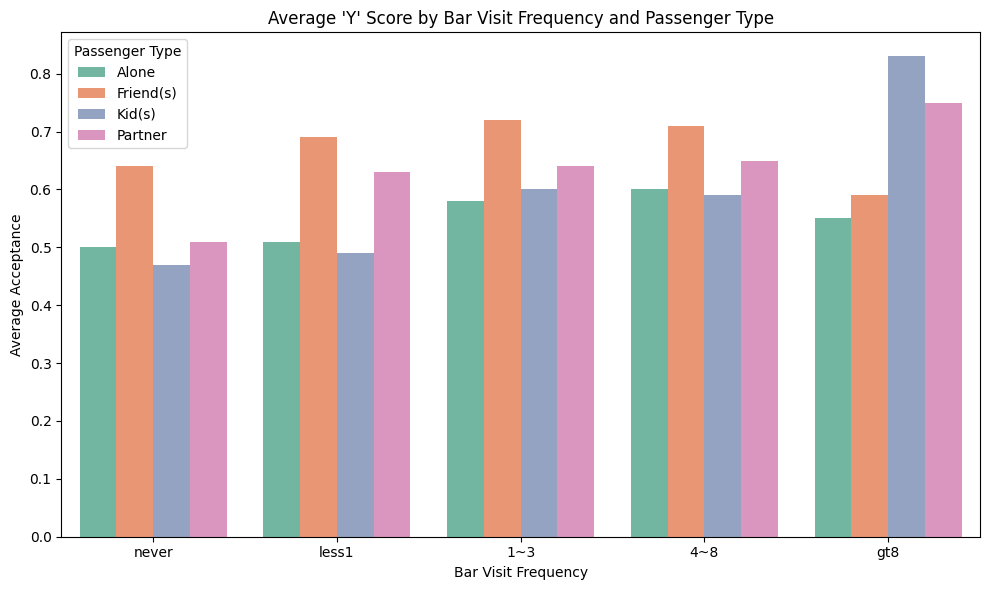 Average 'Y' Score by Bar Visit Frequency and Passenger Type
Passenger Type
Alone
Friend(s)
Kid(s)
Partner
Average Acceptance
0.8
0.7
0.6
0.5
0.4
0.3
0.2
0.1
0.0
never
less1
1~3
4~8
gt8
Bar Visit Frequency